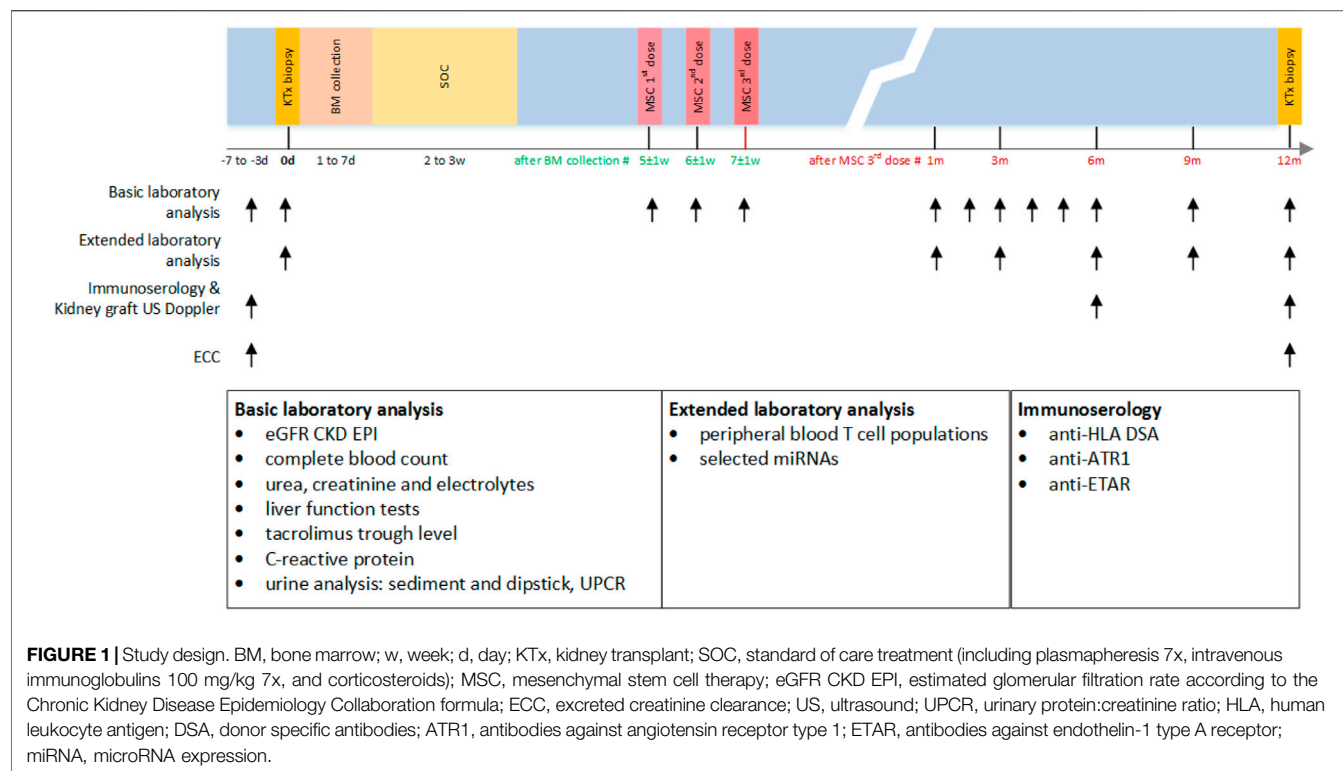 KTx biopsy
BM collection
SOC
MSC 1st dose
MSC 2nd dose
MSC 3rd dose
KTx biopsy
-7 to -3d 0d 1 to 7d 2 to 3w after BM collection # 5±1w 6±1w 7±1w after MSC 3rd dose # 1m 3m 6m 9m 12m
Basic laboratory
analysis
Extended laboratory
analysis
Immunoserology &
Kidney graft US Doppler
ECC
Basic laboratory analysis
• eGFR CKD EPI
• complete blood count
• urea, creatinine and electrolytes
• liver function tests
• tacrolimus trough level
• C-reactive protein
• urine analysis: sediment and dipstick, UPCR
Extended laboratory analysis
• peripheral blood T cell populations
• selected miRNAs
Immunoserology
• anti-HLA DSA
• anti-ATR1
• anti-ETAR
FIGURE 1 | Study design. BM, bone marrow; w, week; d, day; KTx, kidney transplant; SOC, standard of care treatment (including plasmapheresis 7x, intravenous
immunoglobulins 100 mg/kg 7x, and corticosteroids); MSC, mesenchymal stem cell therapy; eGFR CKD EPI, estimated glomerular filtration rate according to the
Chronic Kidney Disease Epidemiology Collaboration formula; ECC, excreted creatinine clearance; US, ultrasound; UPCR, urinary protein:creatinine ratio; HLA, human
leukocyte antigen; DSA, donor specific antibodies; ATR1, antibodies against angiotensin receptor type 1; ETAR, antibodies against endothelin-1 type A receptor;
miRNA, microRNA expression.